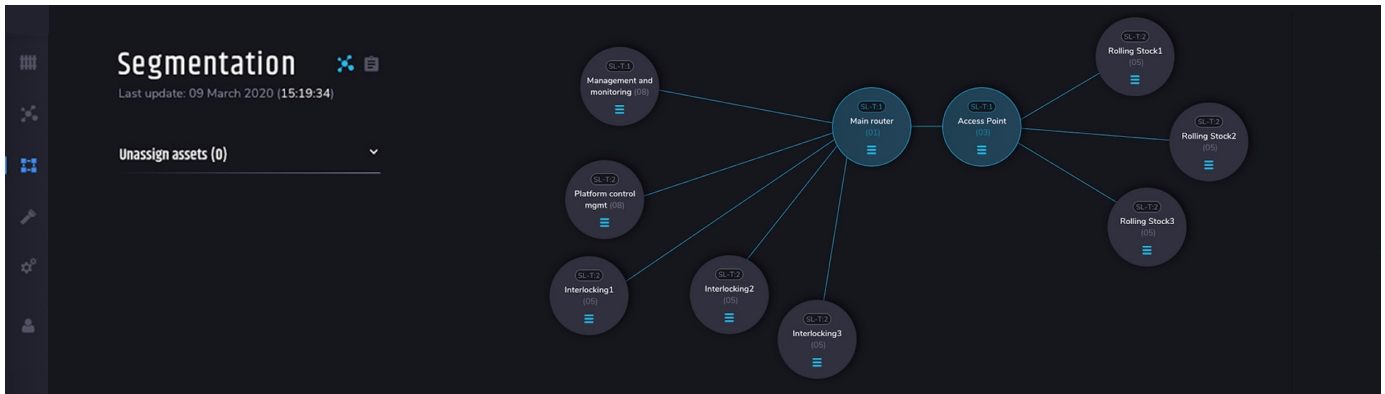 Segmentation
Last update: 09 March 2020 (15:19:34)
Unassign assets (0)
SL-T:1
Management and
monitoring (08)
SL-T:2
Platform control
mgmt (08)
SL-T:2
Interlocking1
(05)
SL-T:2
Interlocking2
(05)
SL-T:2
Interlocking3
(05)
SL-T:1
Main router
(01)
SL-T:1
Access Point
(03)
SL-T:2
Rolling Stock1
(05)
SL-T:2
Rolling Stock2
(05)
SL-T:2
Rolling Stock3
(05)